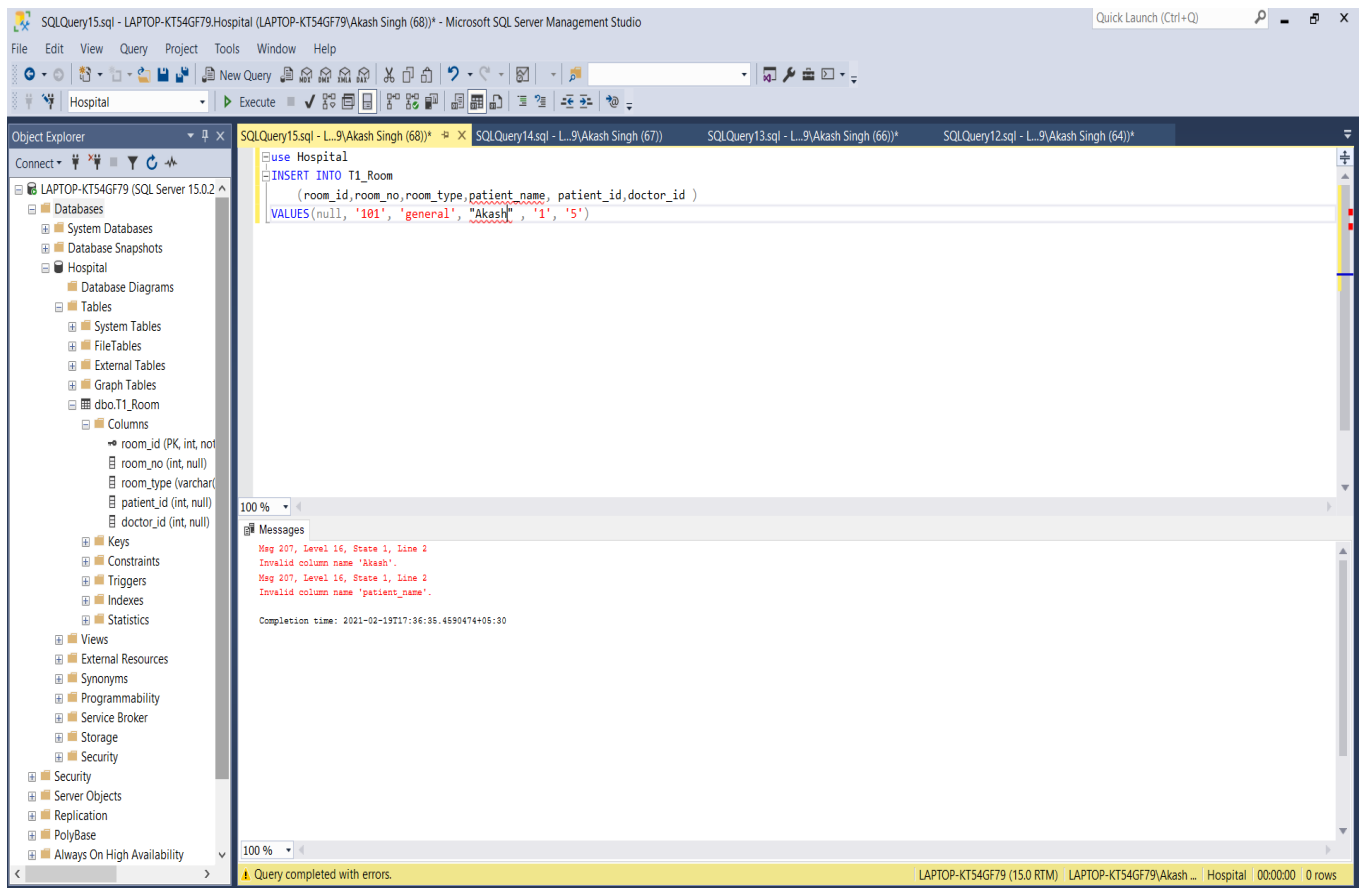 SQLQuery15.sql - LAPTOP-KT54GF79.Hospital (LAPTOP-KT54GF79\Akash Singh (68))* - Microsoft SQL Server Management Studio
Quick Launch (Ctrl+Q)
File Edit View Query Project Tools Window Help
New Query MDX DMX XMLA DAX
Hospital Execute
Object Explorer
SQLQuery15.sql - L...9\Akash Singh (68))* SQLQuery14.sql - L...9\Akash Singh (67)) SQLQuery13.sql - L...9\Akash Singh (66))* SQLQuery12.sql - L...9\Akash Singh (64))*
Connect
LAPTOP-KT54GF79 (SQL Server 15.0.2
Databases
System Databases
Database Snapshots
Hospital
Database Diagrams
Tables
System Tables
FileTables
External Tables
Graph Tables
dbo.T1_Room
Columns
room_id (PK, int, not
room_no (int, null)
room_type (varchar(
patient_id (int, null)
doctor_id (int, null)
Keys
Constraints
Triggers
Indexes
Statistics
Views
External Resources
Synonyms
Programmability
Service Broker
Storage
Security
Security
Server Objects
Replication
PolyBase
Always On High Availability
use Hospital
INSERT INTO T1_Room
(room_id,room_no,room_type,patient_name, patient_id,doctor_id )
VALUES(null, '101', 'general', "Akash" , '1', '5')
100 %
Messages
Msg 207, Level 16, State 1, Line 2
Invalid column name 'Akash'.
Msg 207, Level 16, State 1, Line 2
Invalid column name 'patient_name'.
Completion time: 2021-02-19T17:36:35.4590474+05:30
100 %
Query completed with errors.
LAPTOP-KT54GF79 (15.0 RTM) LAPTOP-KT54GF79\Akash ... Hospital 00:00:00 0 rows